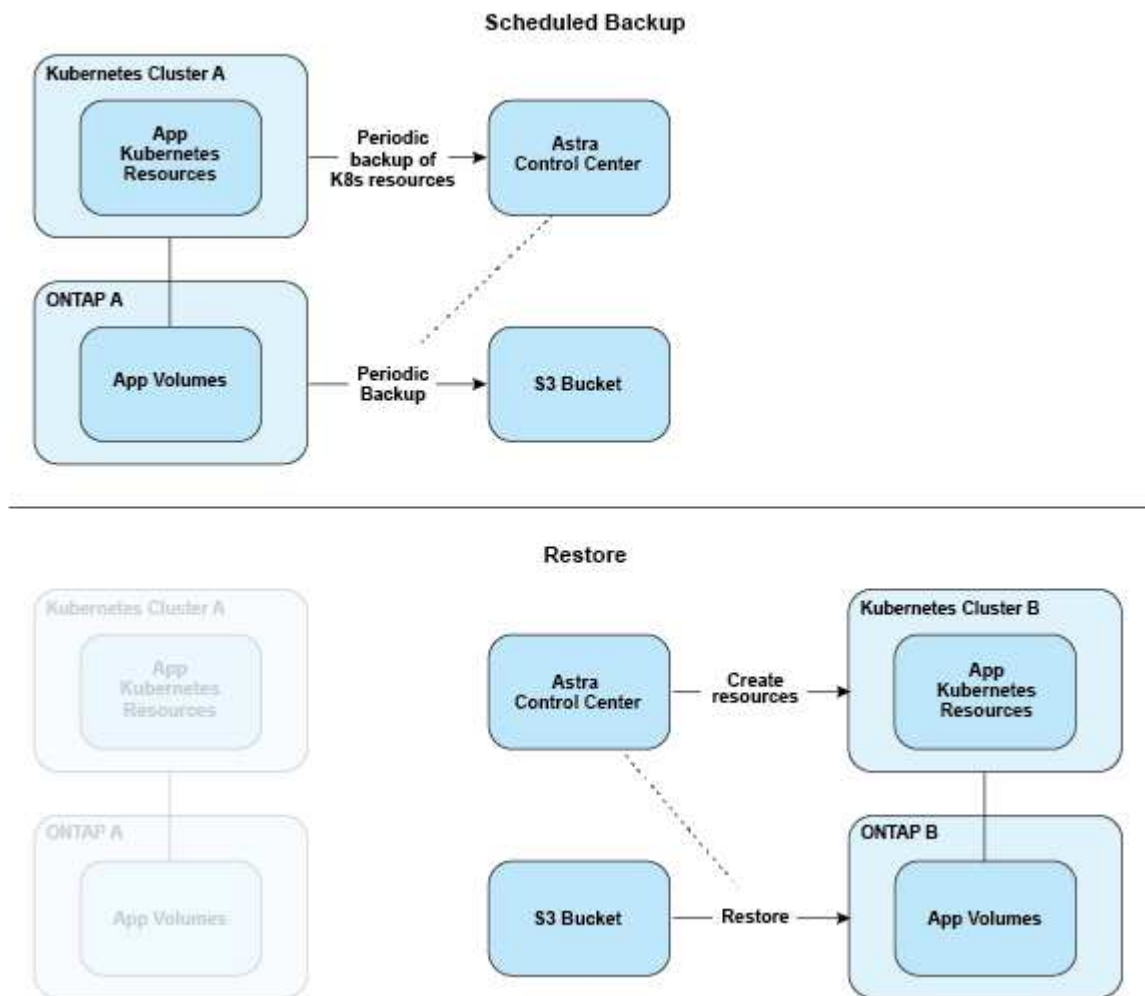 Scheduled Backup
Kubernetes Cluster A
App
Kubernetes
Resources
Periodic
backup of
K8s resources
Astra
Control Center
ONTAP A
App Volumes
Periodic
Backup
S3 Bucket
Restore
Kubernetes Cluster A
App
Kubernetes
Resources
Astra
Control Center
Create
resources
Kubernetes Cluster B
App
Kubernetes
Resources
ONTAP A
App Volumes
S3 Bucket
Restore
ONTAP B
App Volumes